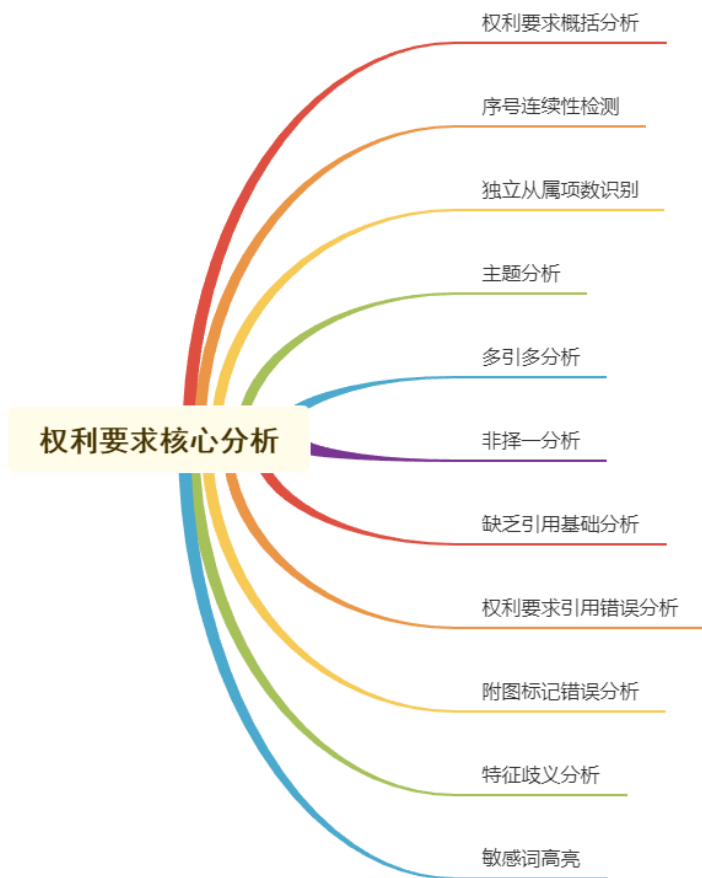 权利要求概括分析
序号连续性检测
独立从属项数识别
主题分析
多引多分析
权利要求核心分析
非择一分析
缺乏引用基础分析
权利要求引用错误分析
附图标记错误分析
特征歧义分析
敏感词高亮